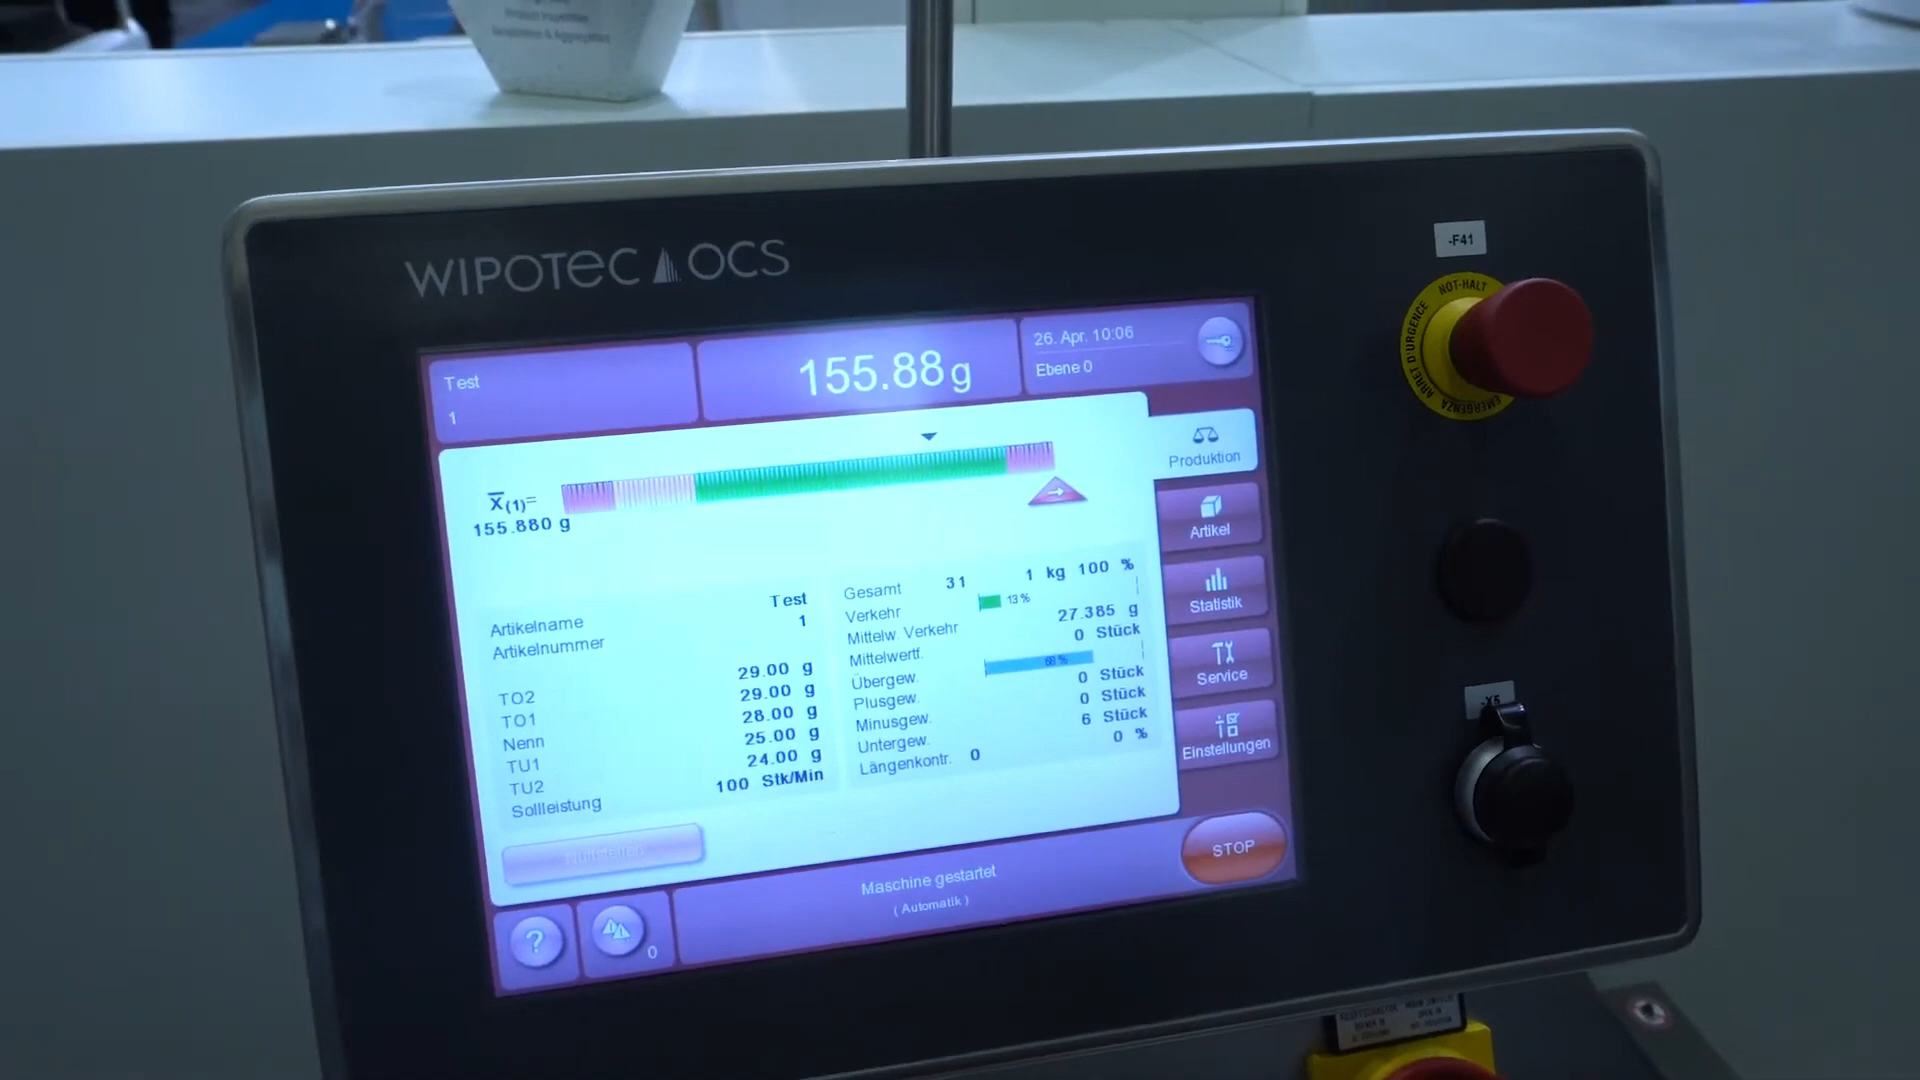 Product Inspection
WIPOTEC OCS
-F41
NOT-HALT
ARRET D'URGENCE
EMERGENZA
Test
1
155.88 g
26. Apr. 10:06
Ebene 0
Produktion
Artikel
Statistik
Service
Einstellungen
X(1)=
155.880 g
Artikelname Test
Artikelnummer 1
TO2 29.00 g
TO1 29.00 g
Nenn 28.00 g
TU1 25.00 g
TU2 24.00 g
Sollleistung 100 Stk/Min
Gesamt 31 1 kg 100 %
Verkehr 13 %
Mittelw. Verkehr 27.385 g
Mittelwertf. 0 Stück
Übergew. 68 %
Plusgew. 0 Stück
Minusgew. 0 Stück
Untergew. 6 Stück
Längenkontr. 0 0 %
Maschine gestartet
( Automatik )
STOP
?
0